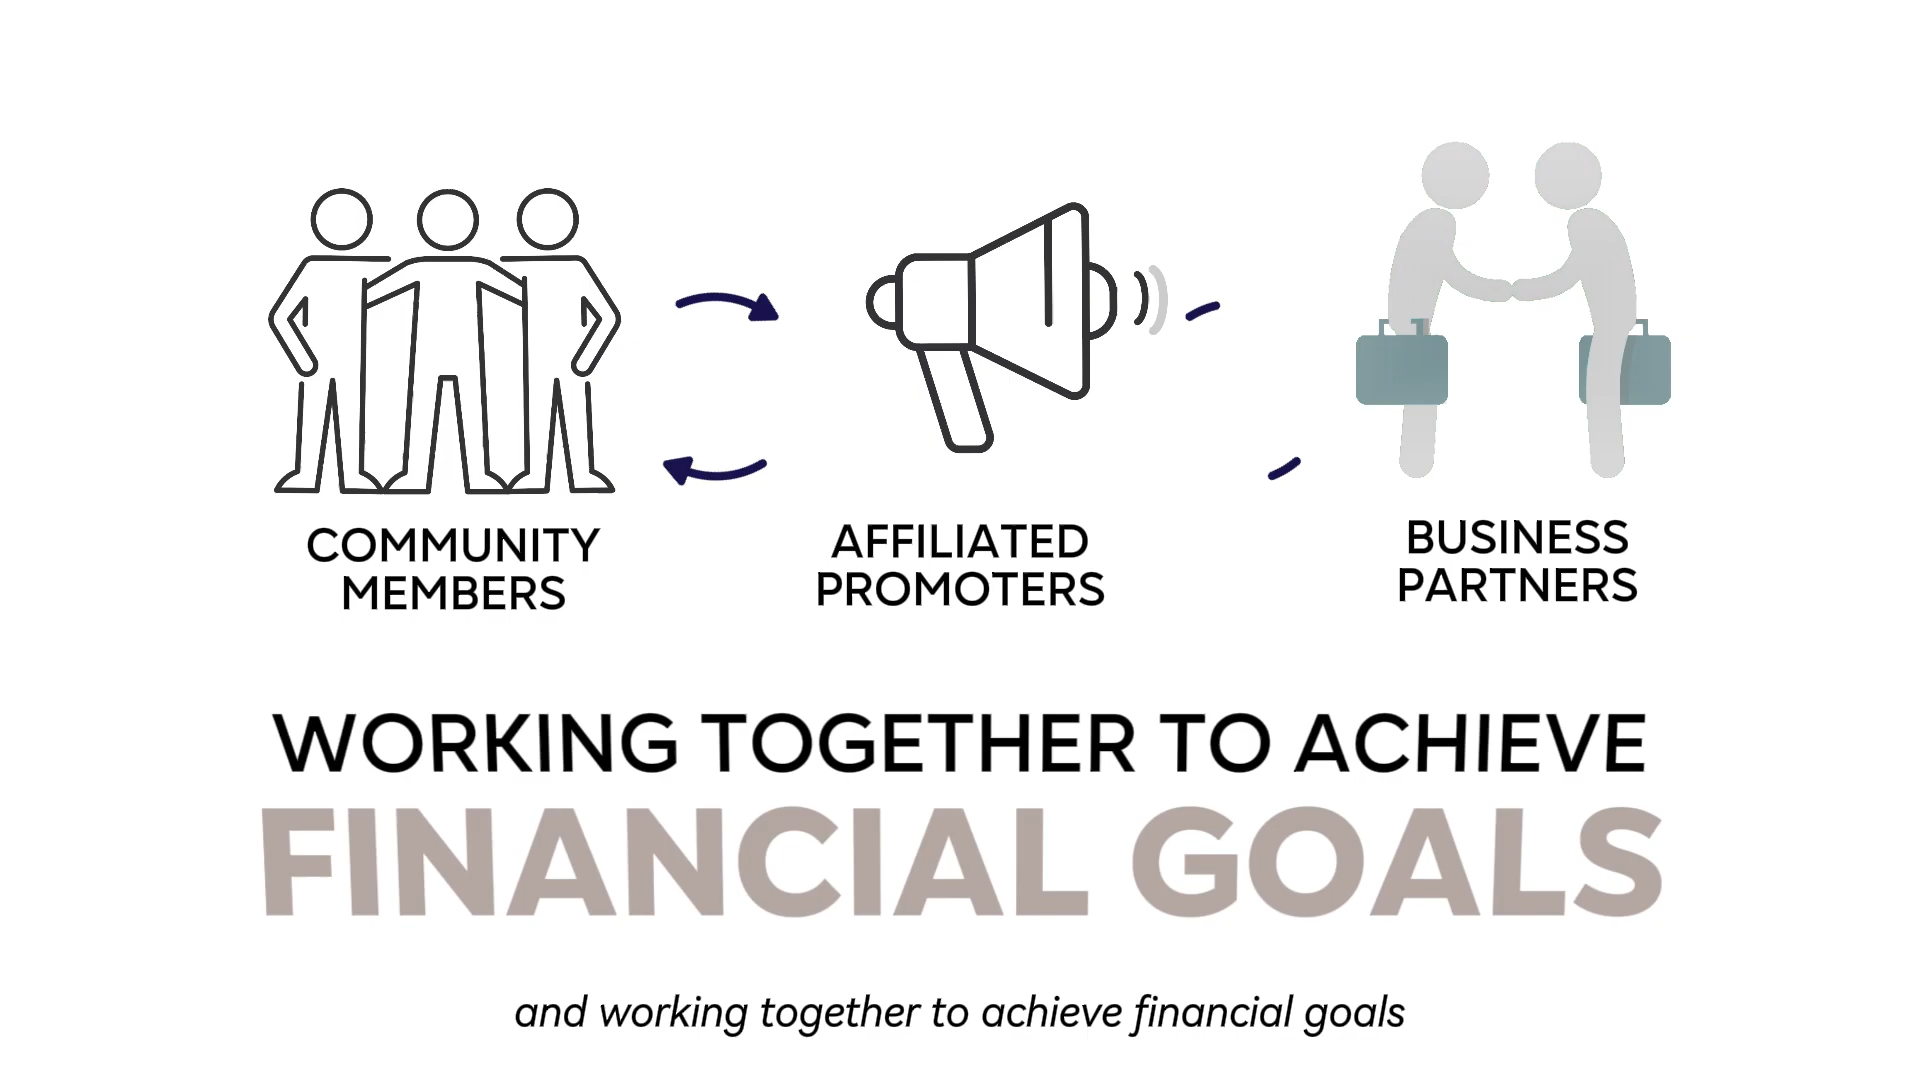 COMMUNITY
MEMBERS
AFFILIATED
PROMOTERS
BUSINESS
PARTNERS
WORKING TOGETHER TO ACHIEVE
FINANCIAL GOALS
and working together to achieve financial goals